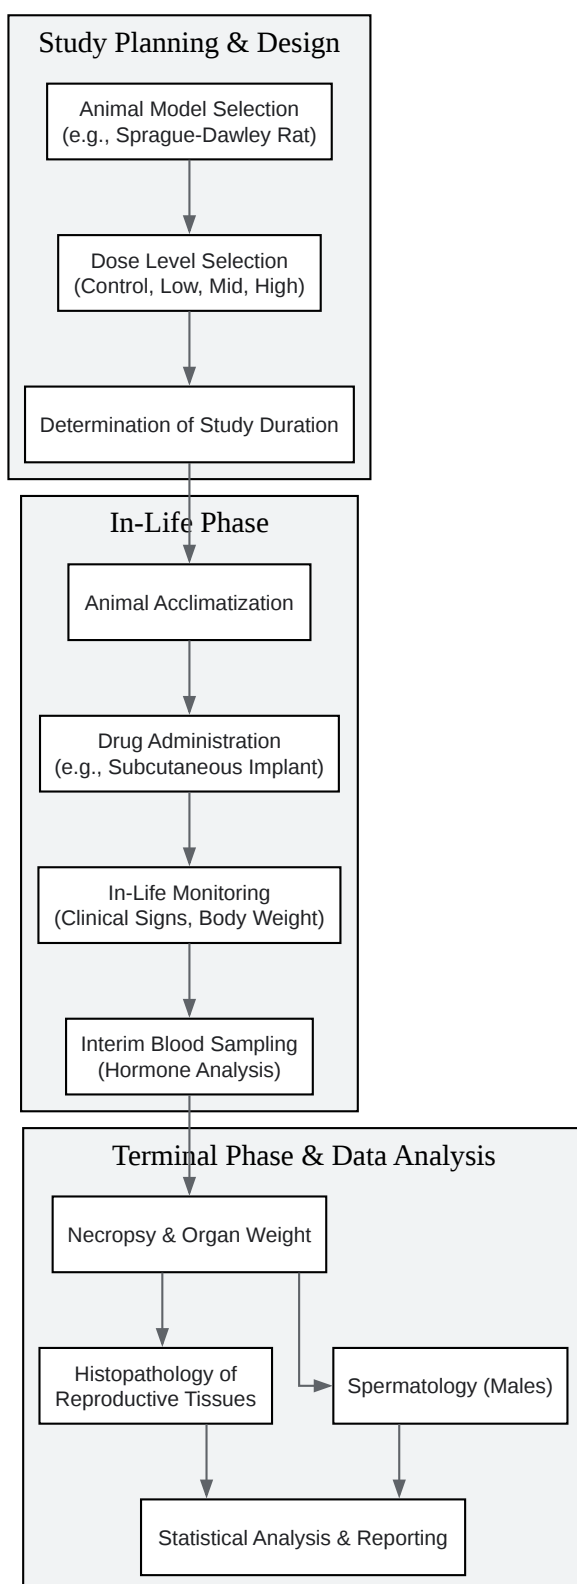 Study Planning & Design
Animal Model Selection
(e.g., Sprague-Dawley Rat)
Dose Level Selection
(Control, Low, Mid, High)
Determination of Study Duration
In-Life Phase
Animal Acclimatization
Drug Administration
(e.g., Subcutaneous Implant)
In-Life Monitoring
(Clinical Signs, Body Weight)
Interim Blood Sampling
(Hormone Analysis)
Terminal Phase & Data Analysis
Necropsy & Organ Weight
Histopathology of
Reproductive Tissues
Spermatology (Males)
Statistical Analysis & Reporting